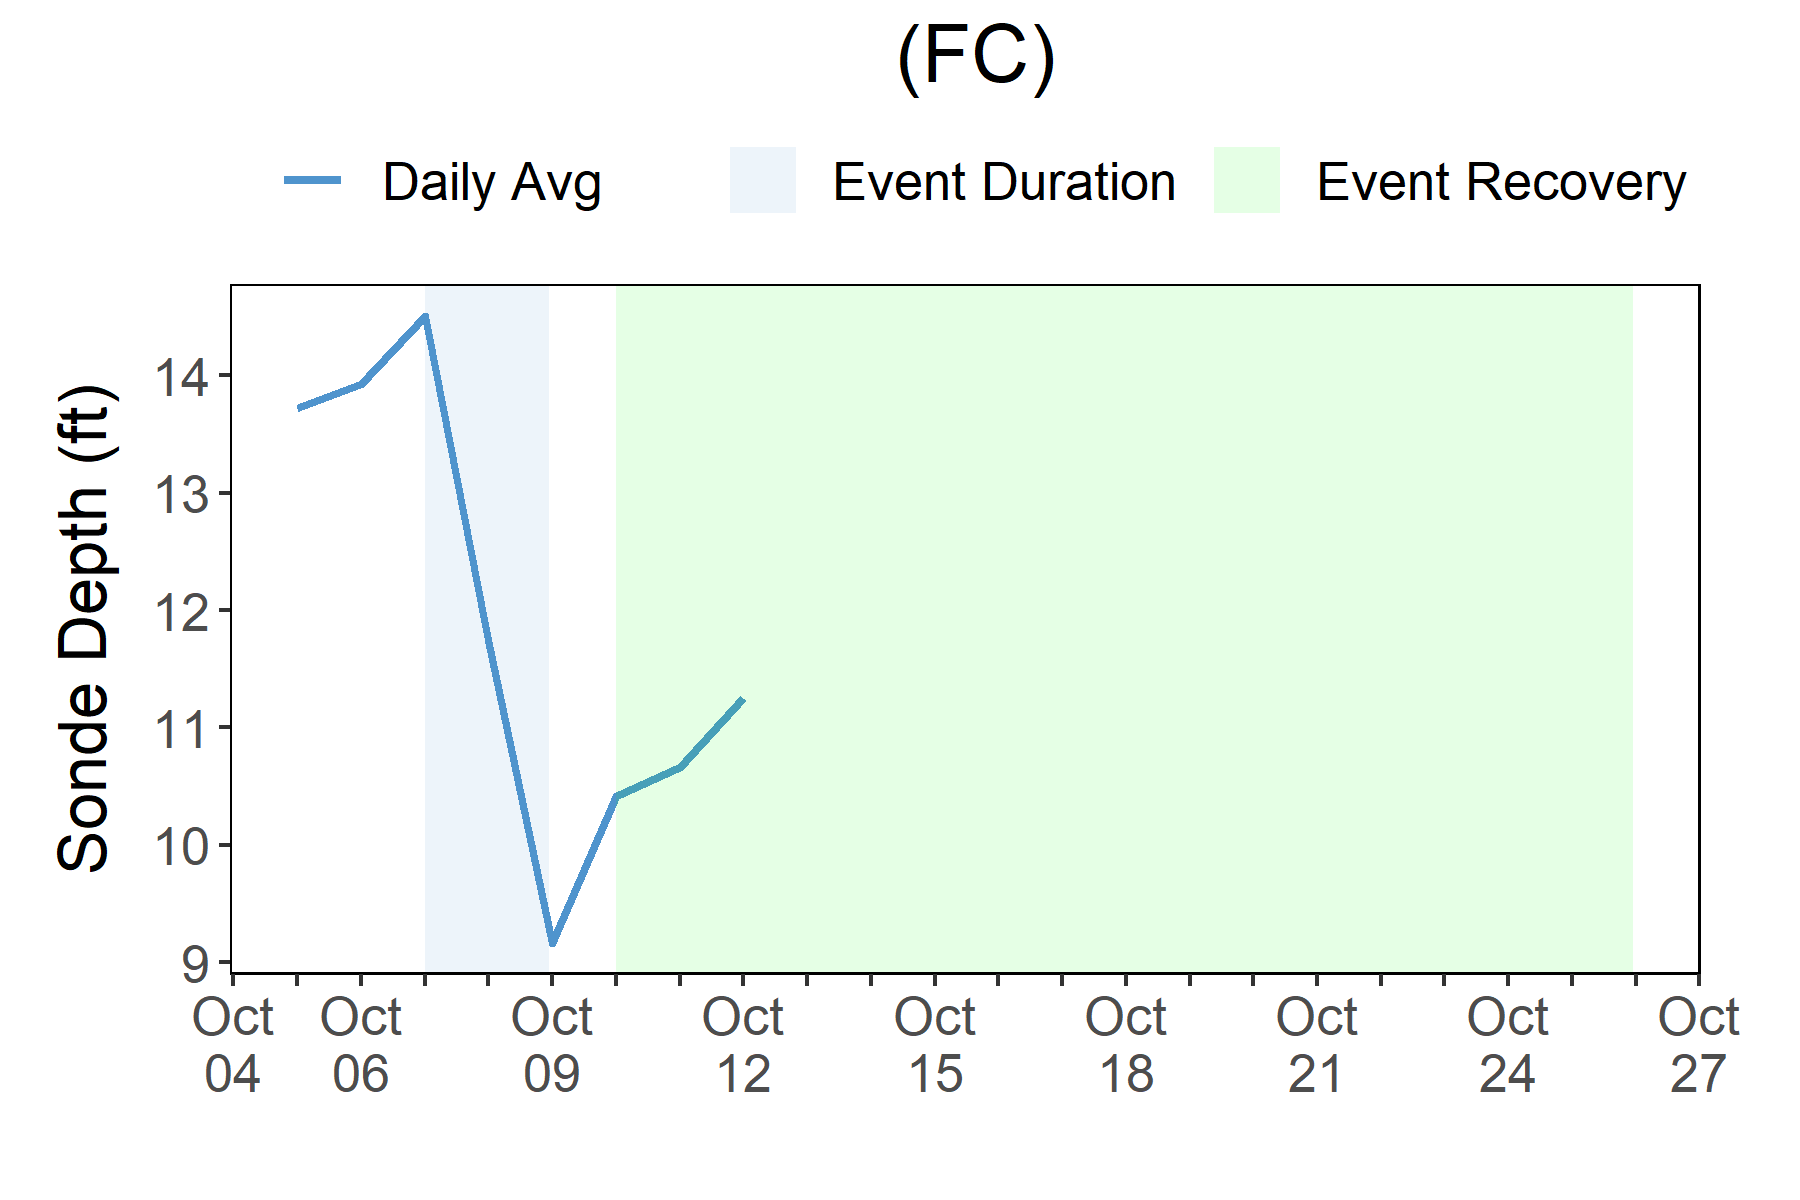 (FC)
Daily Avg
Event Duration
Event Recovery
Sonde Depth (ft)
14
13
12
11
10
9
Oct
04
Oct
06
Oct
09
Oct
12
Oct
15
Oct
18
Oct
21
Oct
24
Oct
27